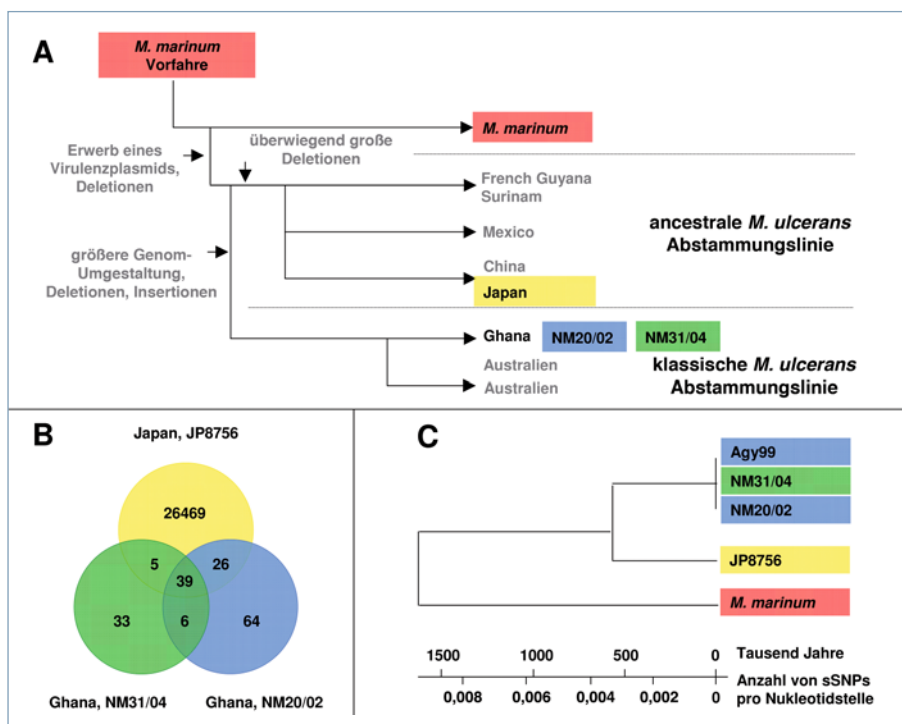 A
M. marinum
Vorfahre
M. marinum
überwiegend große
Deletionen
Erwerb eines
Virulenzplasmids,
Deletionen
French Guyana
Surinam
Mexico
ancestrale M. ulcerans
Abstammungslinie
größere Genom-
Umgestaltung,
Deletionen, Insertionen
China
Japan
Ghana NM20/02 NM31/04
Australien
Australien
klassische M. ulcerans
Abstammungslinie
B
Japan, JP8756
26469
5
26
39
33
6
64
Ghana, NM31/04
Ghana, NM20/02
C
Agy99
NM31/04
NM20/02
JP8756
M. marinum
1500 1000 500 0 Tausend Jahre
0,008 0,006 0,004 0,002 0
Anzahl von sSNPs
pro Nukleotidstelle